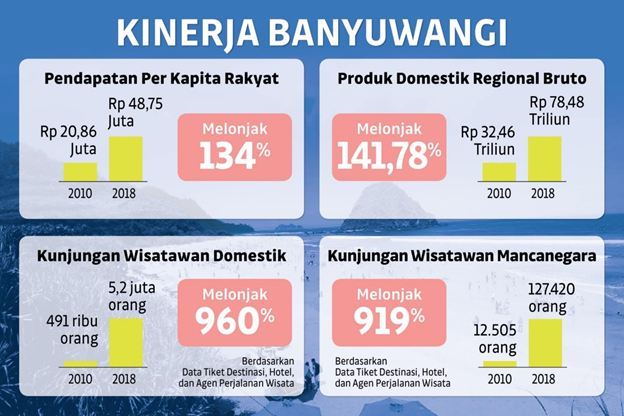 KINERJA BANYUWANGI
Pendapatan Per Kapita Rakyat
Rp 20,86
Juta
Rp 48,75
Juta
2010
2018
Melonjak
134%
Produk Domestik Regional Bruto
Melonjak
141,78%
Rp 32,46
Triliun
Rp 78,48
Triliun
2010
2018
Kunjungan Wisatawan Domestik
491 ribu
orang
5,2 juta
orang
2010
2018
Melonjak
960%
Berdasarkan
Data Tiket Destinasi, Hotel,
dan Agen Perjalanan Wisata
Kunjungan Wisatawan Mancanegara
Melonjak
919%
Berdasarkan
Data Tiket Destinasi, Hotel,
dan Agen Perjalanan Wisata
12.505
orang
127.420
orang
2010
2018